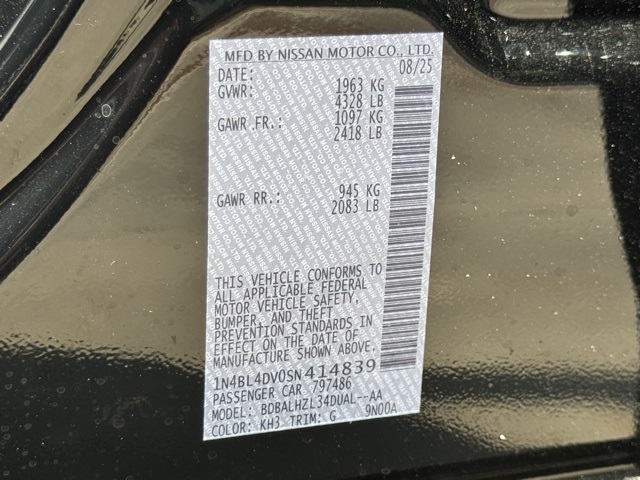 MFD BY NISSAN MOTOR CO., LTD.
DATE: 08/25
GVWR: 1963 KG
4328 LB
GAWR FR.: 1097 KG
2418 LB
GAWR RR.: 945 KG
2083 LB
THIS VEHICLE CONFORMS TO
ALL APPLICABLE FEDERAL
MOTOR VEHICLE SAFETY,
BUMPER, AND THEFT
PREVENTION STANDARDS IN
EFFECT ON THE DATE OF
MANUFACTURE SHOWN ABOVE.
1N4BL4DV0SN414839
PASSENGER CAR 797486
MODEL: BDBALHZL34DUAL--AA
COLOR: KH3 TRIM: G 9N00A